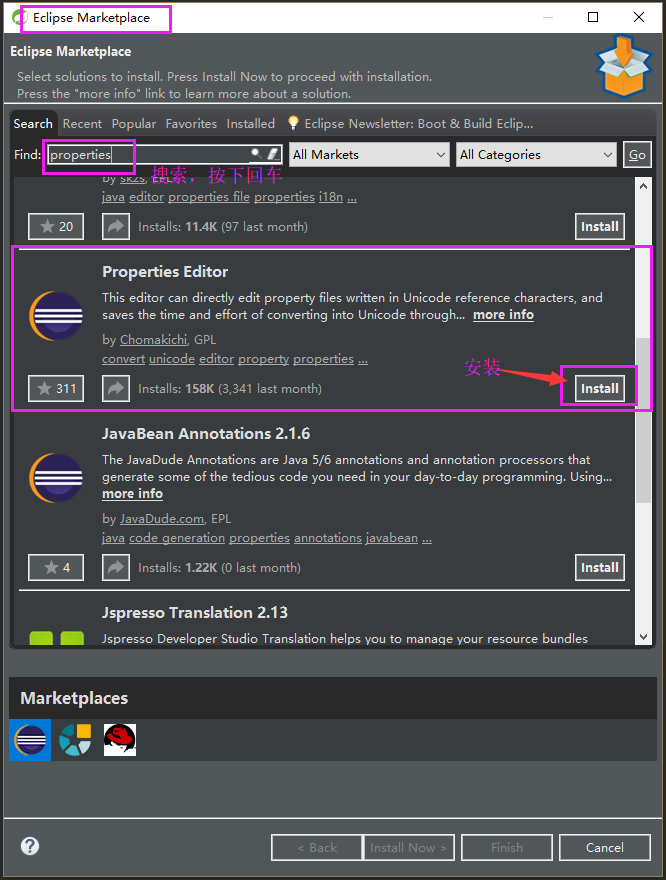 Eclipse Marketplace
Eclipse Marketplace
Select solutions to install. Press Install Now to proceed with installation.
Press the "more info" link to learn more about a solution.
Search Recent Popular Favorites Installed Eclipse Newsletter: Boot & Build Eclip...
Find: properties All Markets All Categories Go
搜索，按下回车
by sk2s, EPL
java editor properties file properties i18n ...
20 Installs: 11.4K (97 last month) Install
Properties Editor
This editor can directly edit property files written in Unicode reference characters, and
saves the time and effort of converting into Unicode through... more info
by Chomakichi, GPL
convert unicode editor property properties ...
安装
311 Installs: 158K (3,341 last month) Install
JavaBean Annotations 2.1.6
The JavaDude Annotations are Java 5/6 annotations and annotation processors that
generate some of the tedious code you need in your day-to-day programming. Using...
more info
by JavaDude.com, EPL
java code generation properties annotations javabean ...
4 Installs: 1.22K (0 last month) Install
Jspresso Translation 2.13
Jspresso Developer Studio Translation helps you to manage your resource bundles
Marketplaces
? < Back Install Now > Finish Cancel